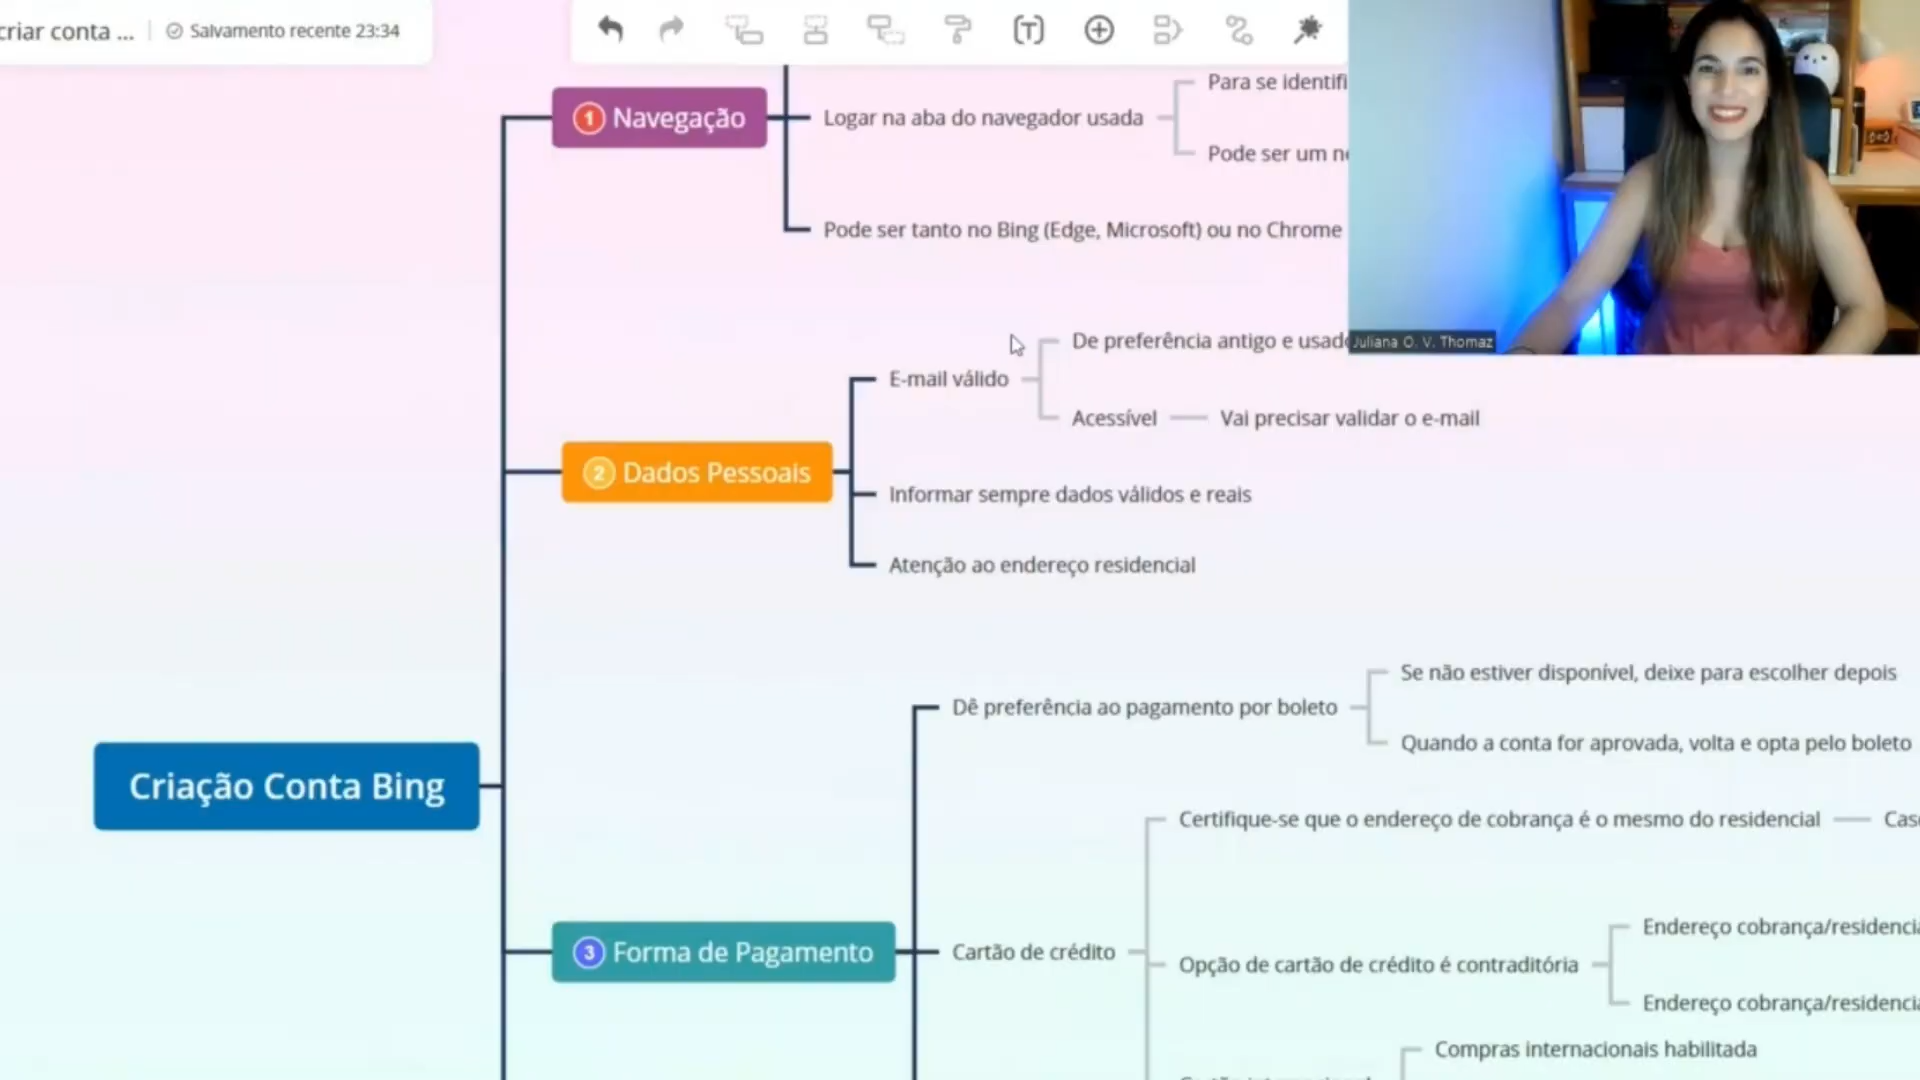 criar conta ...
Salvamento recente 23:34
Para se identifi
1 Navegação
Logar na aba do navegador usada
Pode ser um
Pode ser tanto no Bing (Edge, Microsoft) ou no Chrome
Juliana O. V. Thomaz
De preferência antigo e usado
E-mail válido
Acessível
Vai precisar validar o e-mail
2 Dados Pessoais
Informar sempre dados válidos e reais
Atenção ao endereço residencial
Se não estiver disponível, deixe para escolher depois
Dê preferência ao pagamento por boleto
Quando a conta for aprovada, volta e opta pelo boleto
Criação Conta Bing
Certifique-se que o endereço de cobrança é o mesmo do residencial
Endereço cobrança/residencia
3 Forma de Pagamento
Cartão de crédito
Opção de cartão de crédito é contraditória
Endereço cobrança/residencia
Compras internacionais habilitada